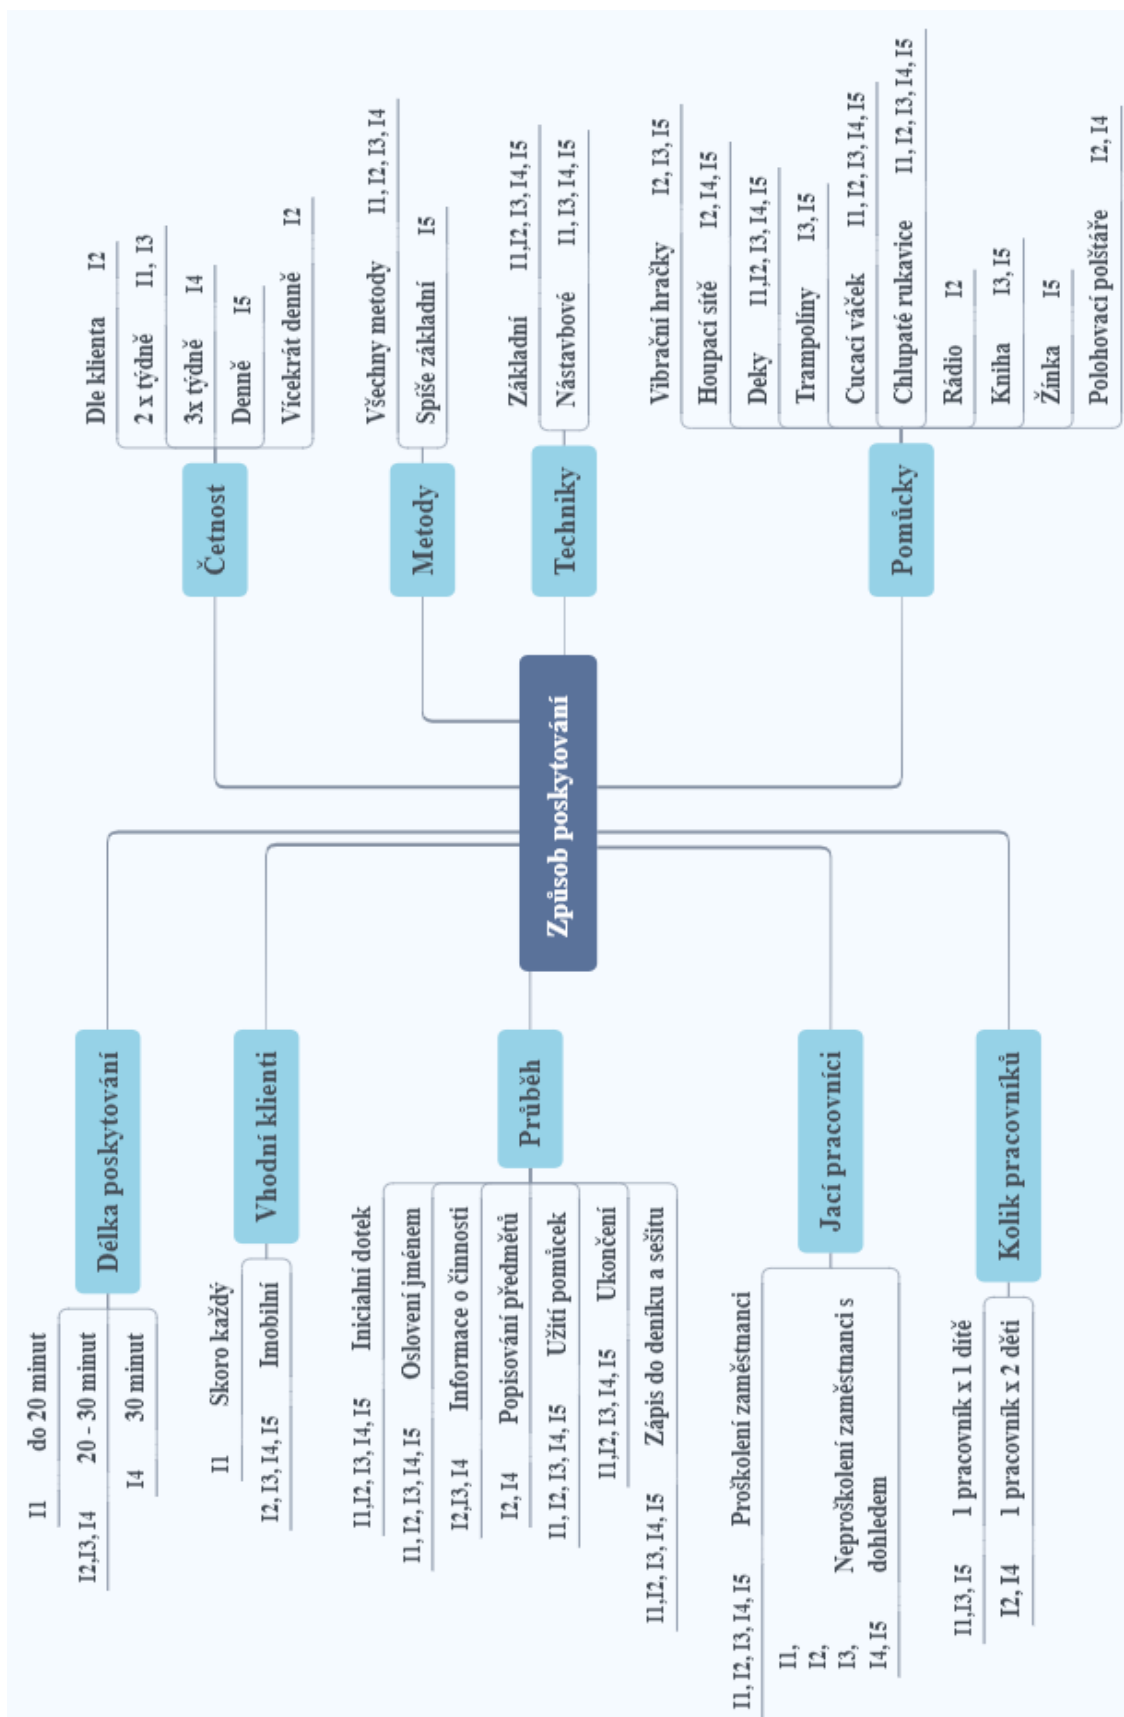 Způsob poskytování
Délka poskytování
I1 do 20 minut
I2,I3, I4 20 - 30 minut
I4 30 minut
Vhodní klienti
I1 Skoro každý
I2, I3, I4, I5 Imobilní
Průběh
I1,I2, I3, I4, I5 Inicialní dotek
I1, I2, I3, I4, I5 Oslovení jménem
I2,I3, I4 Informace o činnosti
I2, I4 Popisování předmětů
I1, I2, I3, I4, I5 Užití pomůcek
I1,I2, I3, I4, I5 Ukončení
I1,I2, I3, I4, I5 Zápis do deníku a sešitu
Jací pracovníci
I1, I2, I3, I4, I5 Proškolení zaměstnanci
I1,
I2,
I3, Neproškolení zaměstnanci s
I4, I5 dohledem
Kolik pracovníků
I1,I3, I5 1 pracovník x 1 dítě
I2, I4 1 pracovník x 2 děti
Četnost
Dle klienta I2
2 x týdně I1, I3
3x týdně I4
Denně I5
Vícekrát denně I2
Metody
Všechny metody I1, I2, I3, I4
Spíše základní I5
Techniky
Základní I1,I2, I3, I4, I5
Nástavbové I1, I3, I4, I5
Pomůcky
Vibrační hračky I2, I3, I5
Houpací sítě I2, I4, I5
Deky I1,I2, I3, I4, I5
Trampolíny I3, I5
Cucací váček I1, I2, I3, I4, I5
Chlupaté rukavice I1, I2, I3, I4, I5
Rádio I2
Kniha I3, I5
Žínka I5
Polohovací polštáře I2, I4